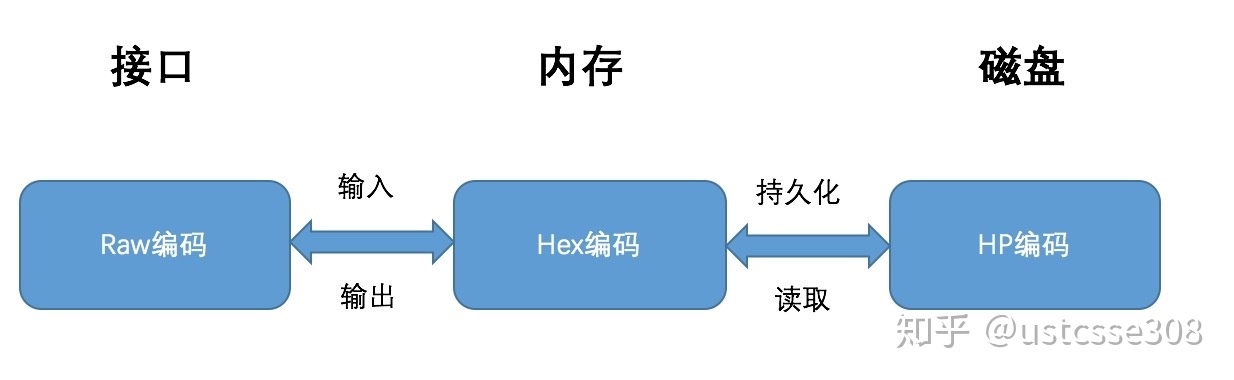 接口
内存
磁盘
输入
持久化
Raw编码
Hex编码
HP编码
输出
读取
知乎 @ustcsse308